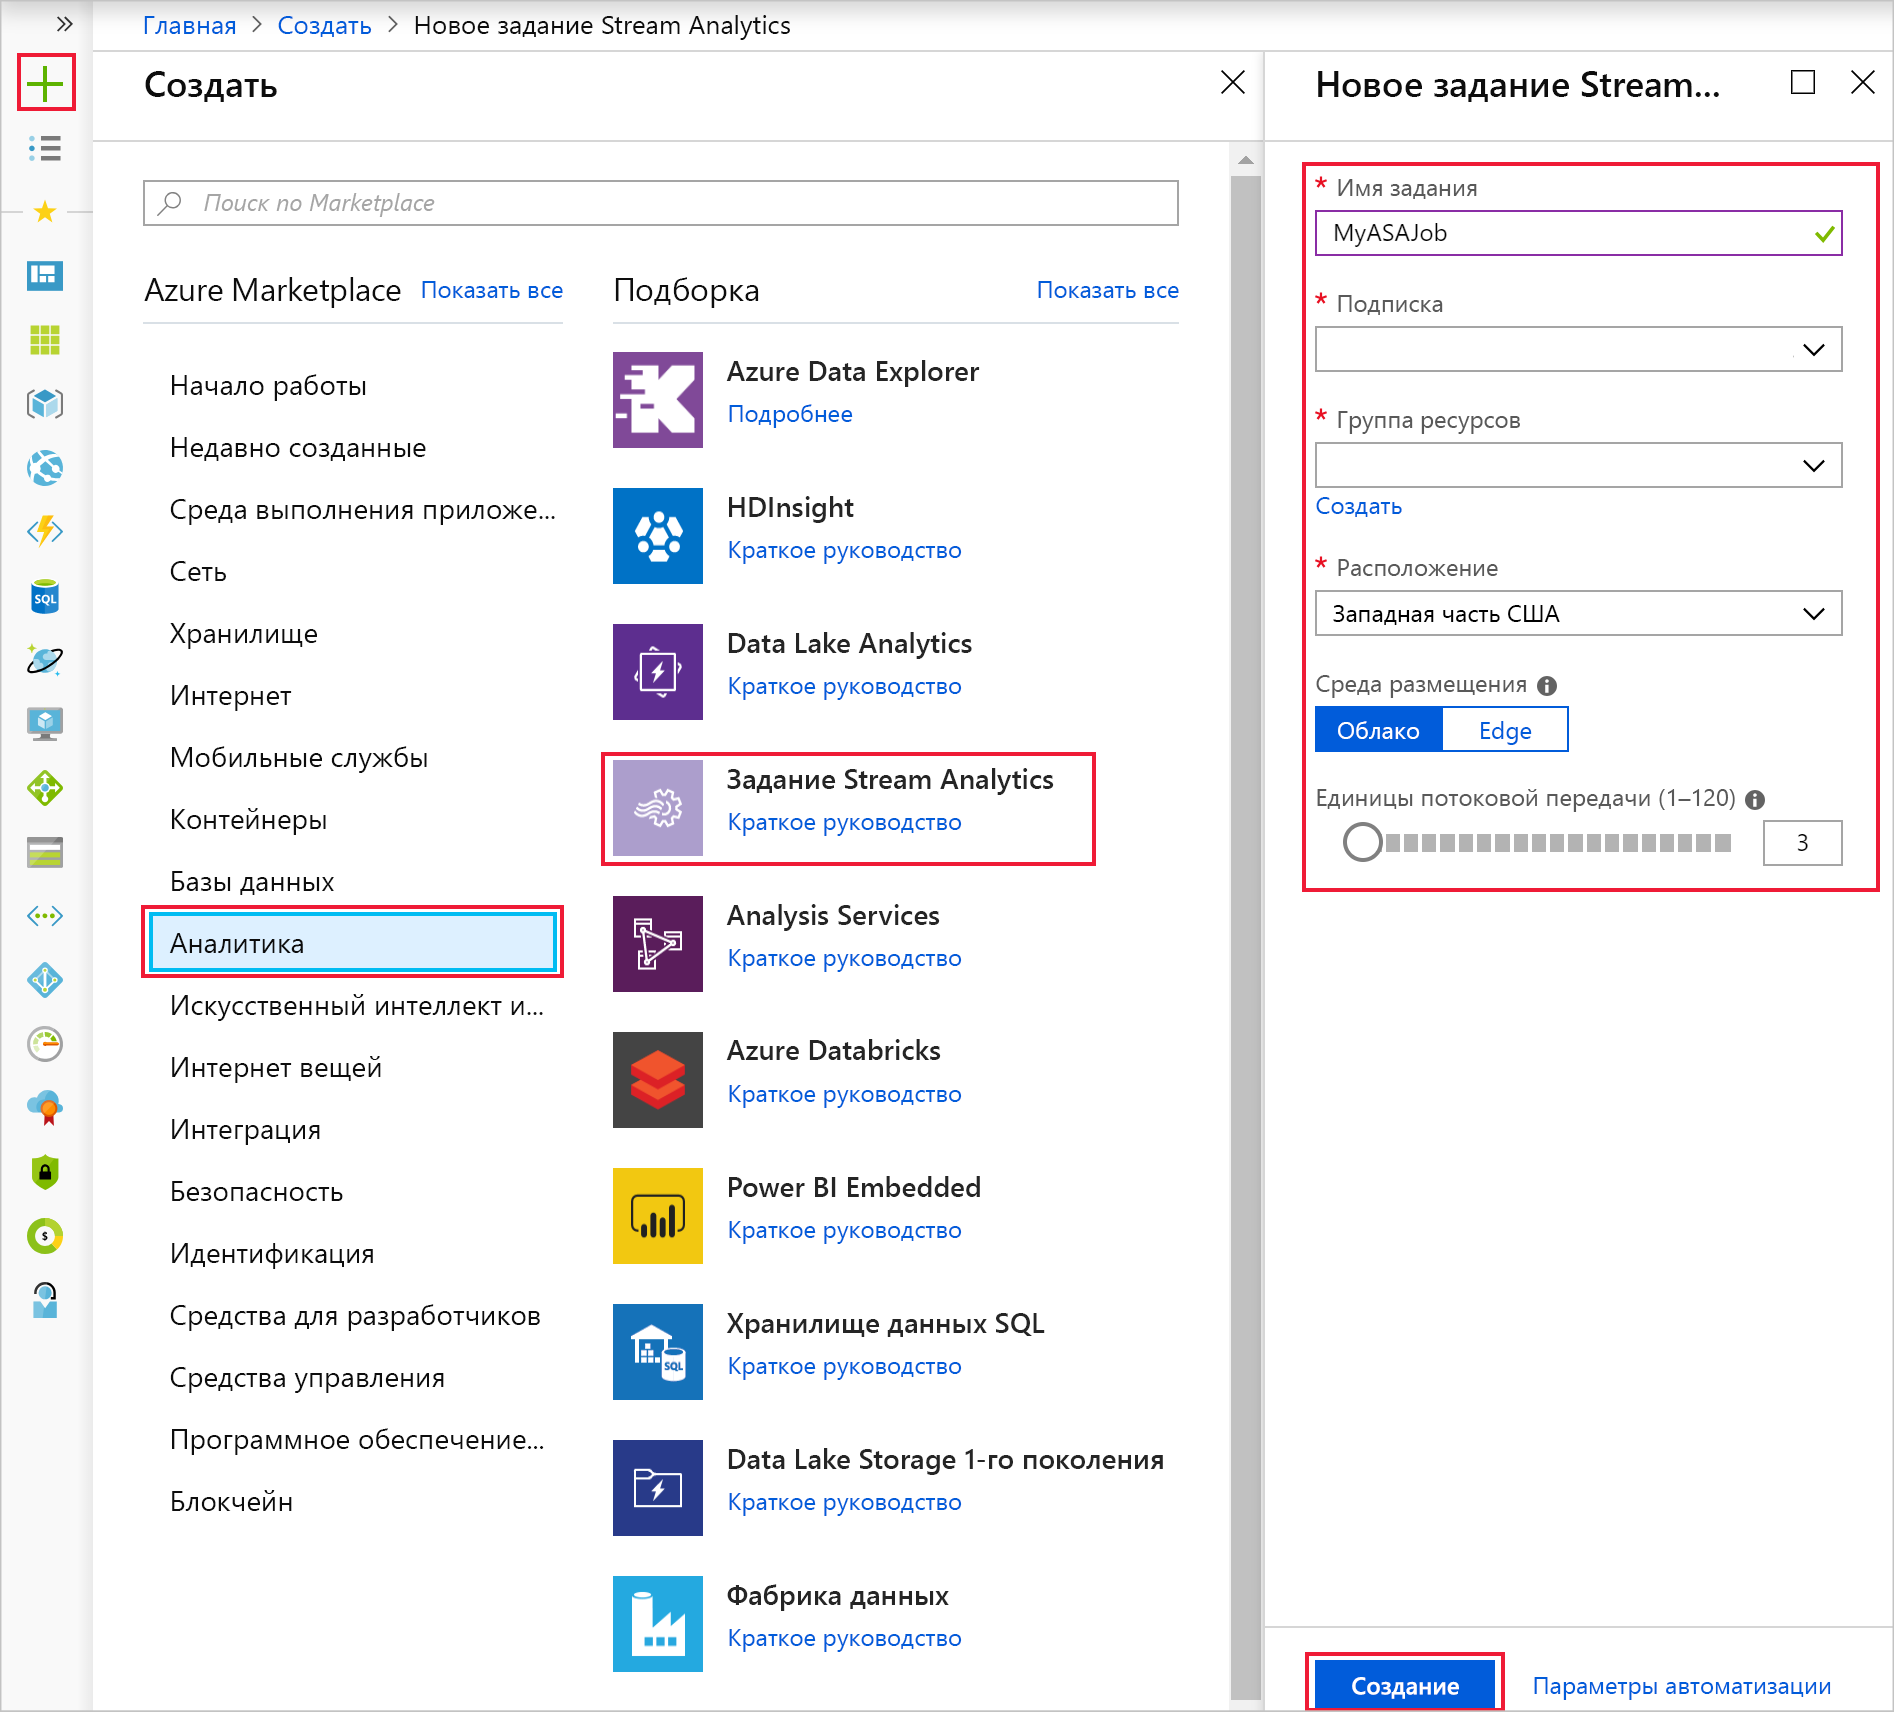 Главная > Создать > Новое задание Stream Analytics
Создать
Поиск по Marketplace
Azure Marketplace Показать все
Начало работы
Недавно созданные
Среда выполнения приложе...
Сеть
Хранилище
Интернет
Мобильные службы
Контейнеры
Базы данных
Аналитика
Искусственный интеллект и...
Интернет вещей
Интеграция
Безопасность
Идентификация
Средства для разработчиков
Средства управления
Программное обеспечение...
Блокчейн
Подборка Показать все
Azure Data Explorer
Подробнее
HDInsight
Краткое руководство
Data Lake Analytics
Краткое руководство
Задание Stream Analytics
Краткое руководство
Analysis Services
Краткое руководство
Azure Databricks
Краткое руководство
Power BI Embedded
Краткое руководство
SQL
Хранилище данных SQL
Краткое руководство
Data Lake Storage 1-го поколения
Краткое руководство
Фабрика данных
Краткое руководство
SQL
$
Новое задание Stream...
* Имя задания
MyASAJob
* Подписка
* Группа ресурсов
Создать
* Расположение
Западная часть США
Среда размещения
Облако Edge
Единицы потоковой передачи (1–120)
3
Создание Параметры автоматизации